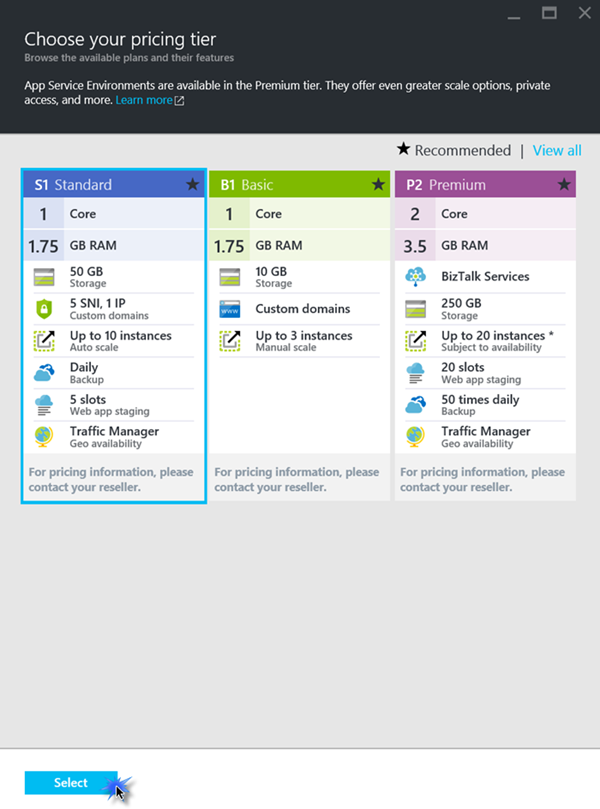 Choose your pricing tier
Browse the available plans and their features
App Service Environments are available in the Premium tier. They offer even greater scale options, private
access, and more. Learn more
★ Recommended | View all
S1 Standard
1 Core
1.75 GB RAM
50 GB
Storage
5 SNI, 1 IP
Custom domains
Up to 10 instances
Auto scale
Daily
Backup
5 slots
Web app staging
Traffic Manager
Geo availability
For pricing information, please
contact your reseller.
B1 Basic
1 Core
1.75 GB RAM
10 GB
Storage
www
Custom domains
Up to 3 instances
Manual scale
For pricing information, please
contact your reseller.
P2 Premium
2 Core
3.5 GB RAM
BizTalk Services
250 GB
Storage
Up to 20 instances *
Subject to availability
20 slots
Web app staging
50 times daily
Backup
Traffic Manager
Geo availability
For pricing information, please
contact your reseller.
Select